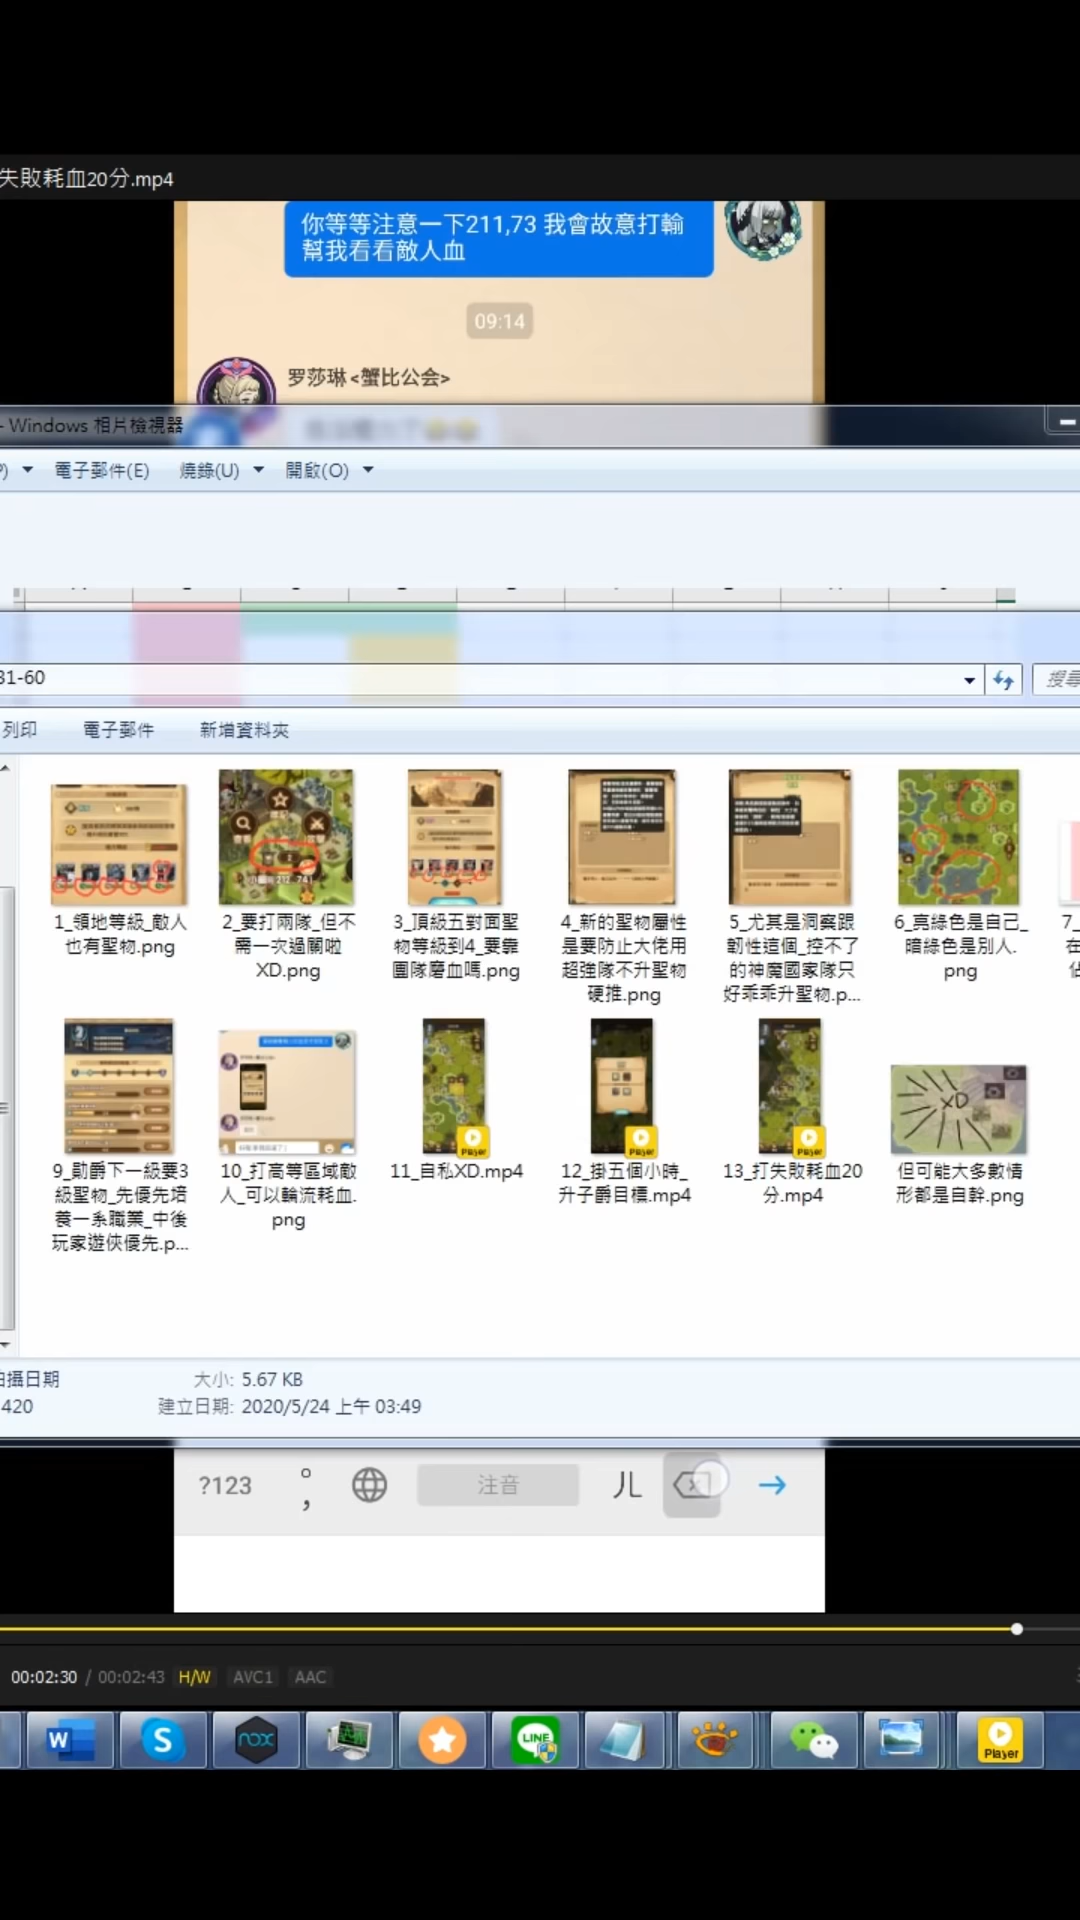 失敗耗血20分.mp4
你等等注意一下211,73 我會故意打輸
幫我看看敵人血
09:14
罗莎琳<蟹比公会>
- Windows 相片檢視器
電子郵件(E) 燒錄(U) 開啟(O)
31-60
搜尋
列印 電子郵件 新增資料夾
1_領地等級_敵人
也有聖物.png
2_要打兩隊_但不
需一次過關啦
XD.png
3_頂級五對面聖
物等級到4_要靠
團隊磨血嗎.png
4_新的聖物屬性
是要防止大佬用
超強隊不升聖物
硬推.png
5_尤其是洞察跟
韌性這個_控不了
的神魔國家隊只
好乖乖升聖物.p...
6_亮綠色是自己_
暗綠色是別人.
png
7_
在
佔
9_勛爵下一級要3
級聖物_先優先培
養一系職業_中後
玩家遊俠優先.p...
10_打高等區域敵
人_可以輪流耗血.
png
11_自私XD.mp4
12_掛五個小時_
升子爵目標.mp4
13_打失敗耗血20
分.mp4
但可能大多數情
形都是自幹.png
拍攝日期 大小: 5.67 KB
420 建立日期: 2020/5/24 上午 03:49
?123 ° , 注音 ㄦ
00:02:30 / 00:02:43 H/W AVC1 AAC
W S nox LINE Player